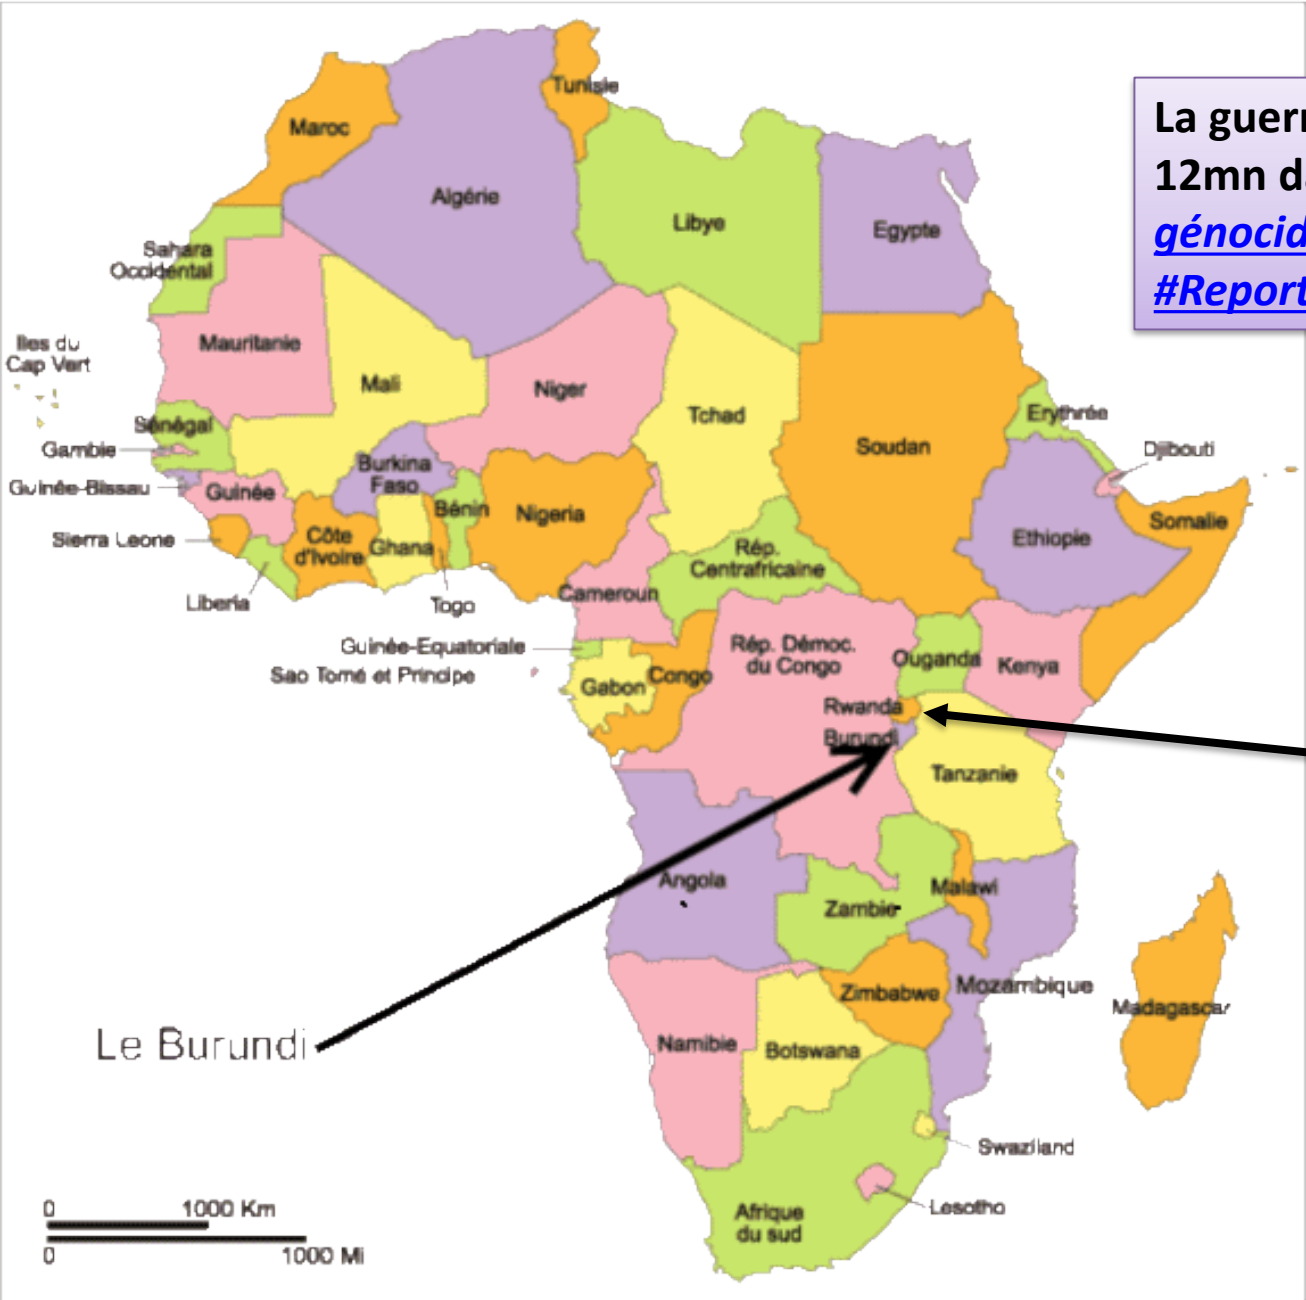 Tunisie
Maroc
Algérie
Libye
Egypte
La guerr
12mn da
génocid
#Report
Sahara
Occidental
Mauritanie
Iles du
Cap Vert
Mali
Niger
Tchad
Soudan
Erythrée
Djibouti
Sénégal
Gambie
Guinée-Bissau
Guinée
Burkina
Faso
Bénin
Nigeria
Ethiopie
Somalie
Sierra Leone
Côte
d'Ivoire
Ghana
Rép.
Centrafricaine
Liberia
Togo
Cameroun
Guinée-Equatoriale
Sao Tomé et Principe
Gabon
Congo
Rép. Démoc.
du Congo
Ouganda
Kenya
Rwanda
Burundi
Tanzanie
Angola
Zambie
Malawi
Mozambique
Madagascar
Zimbabwe
Namibie
Botswana
Le Burundi
Swaziland
Lesotho
Afrique
du sud
0 1000 Km
0 1000 Mi